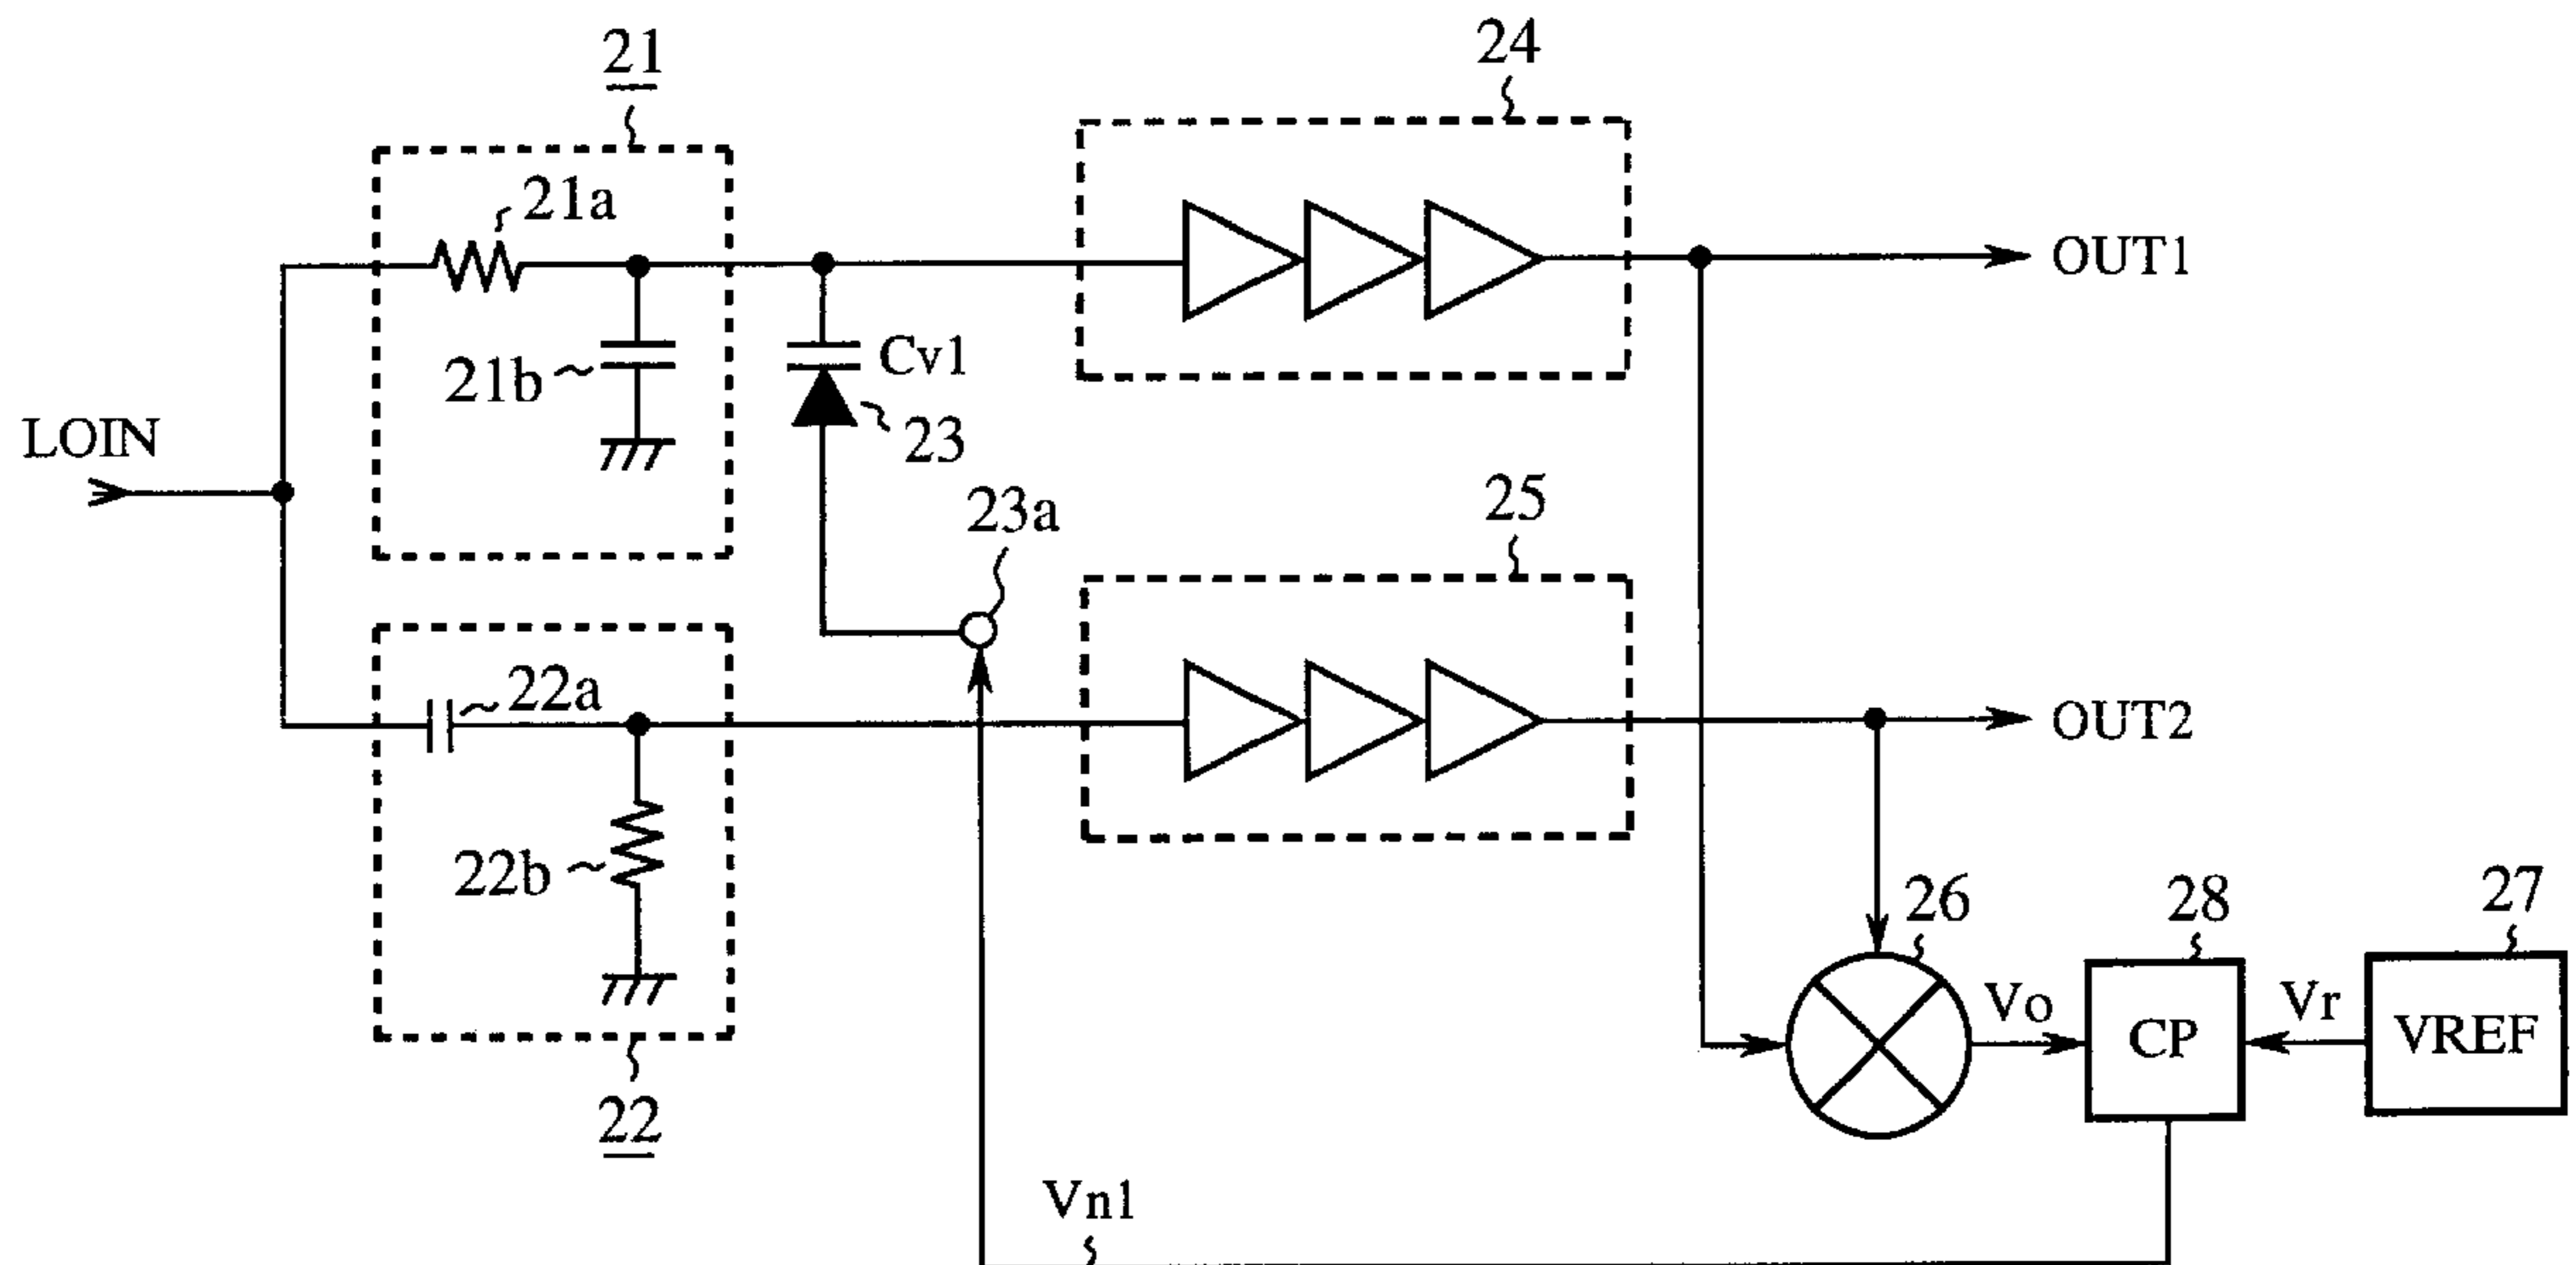 21
24
21a
OUT1
21b
Cv1
23
LOIN
23a
25
22a
OUT2
22b
26
28
27
Vo
CP
Vr
VREF
22
Vn1